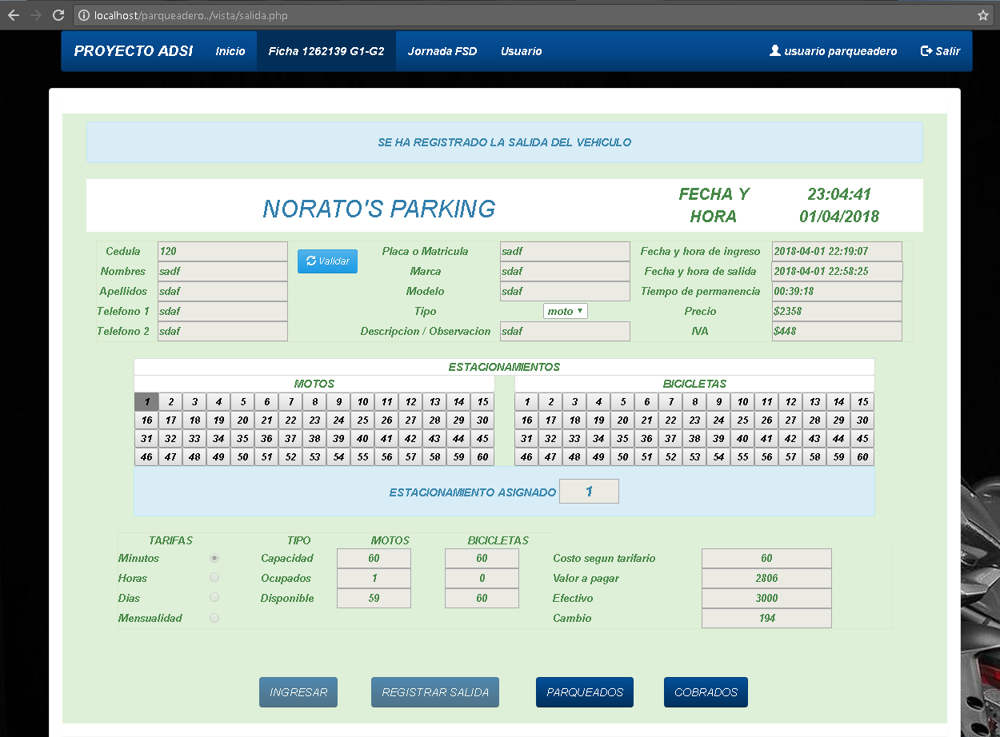 localhost/parqueadero../vista/salida.php
PROYECTO ADSI Inicio Ficha 1262139 G1-G2 Jornada FSD Usuario usuario parqueadero Salir
SE HA REGISTRADO LA SALIDA DEL VEHICULO
NORATO'S PARKING
FECHA Y HORA
23:04:41
01/04/2018
Cedula 120 Validar Placa o Matricula sadf Fecha y hora de ingreso 2018-04-01 22:19:07
Nombres sadf Marca sdaf Fecha y hora de salida 2018-04-01 22:58:25
Apellidos sdaf Modelo sdaf Tiempo de permanencia 00:39:18
Telefono 1 sdaf Tipo moto Precio $2358
Telefono 2 sdaf Descripcion / Observacion sdaf IVA $448
ESTACIONAMIENTOS
MOTOS BICICLETAS
1 2 3 4 5 6 7 8 9 10 11 12 13 14 15 1 2 3 4 5 6 7 8 9 10 11 12 13 14 15
16 17 18 19 20 21 22 23 24 25 26 27 28 29 30 16 17 18 19 20 21 22 23 24 25 26 27 28 29 30
31 32 33 34 35 36 37 38 39 40 41 42 43 44 45 31 32 33 34 35 36 37 38 39 40 41 42 43 44 45
46 47 48 49 50 51 52 53 54 55 56 57 58 59 60 46 47 48 49 50 51 52 53 54 55 56 57 58 59 60
ESTACIONAMIENTO ASIGNADO 1
TARIFAS TIPO MOTOS BICICLETAS
Minutos Capacidad 60 60 Costo segun tarifario 60
Horas Ocupados 1 0 Valor a pagar 2806
Dias Disponible 59 60 Efectivo 3000
Mensualidad Cambio 194
INGRESAR REGISTRAR SALIDA PARQUEADOS COBRADOS